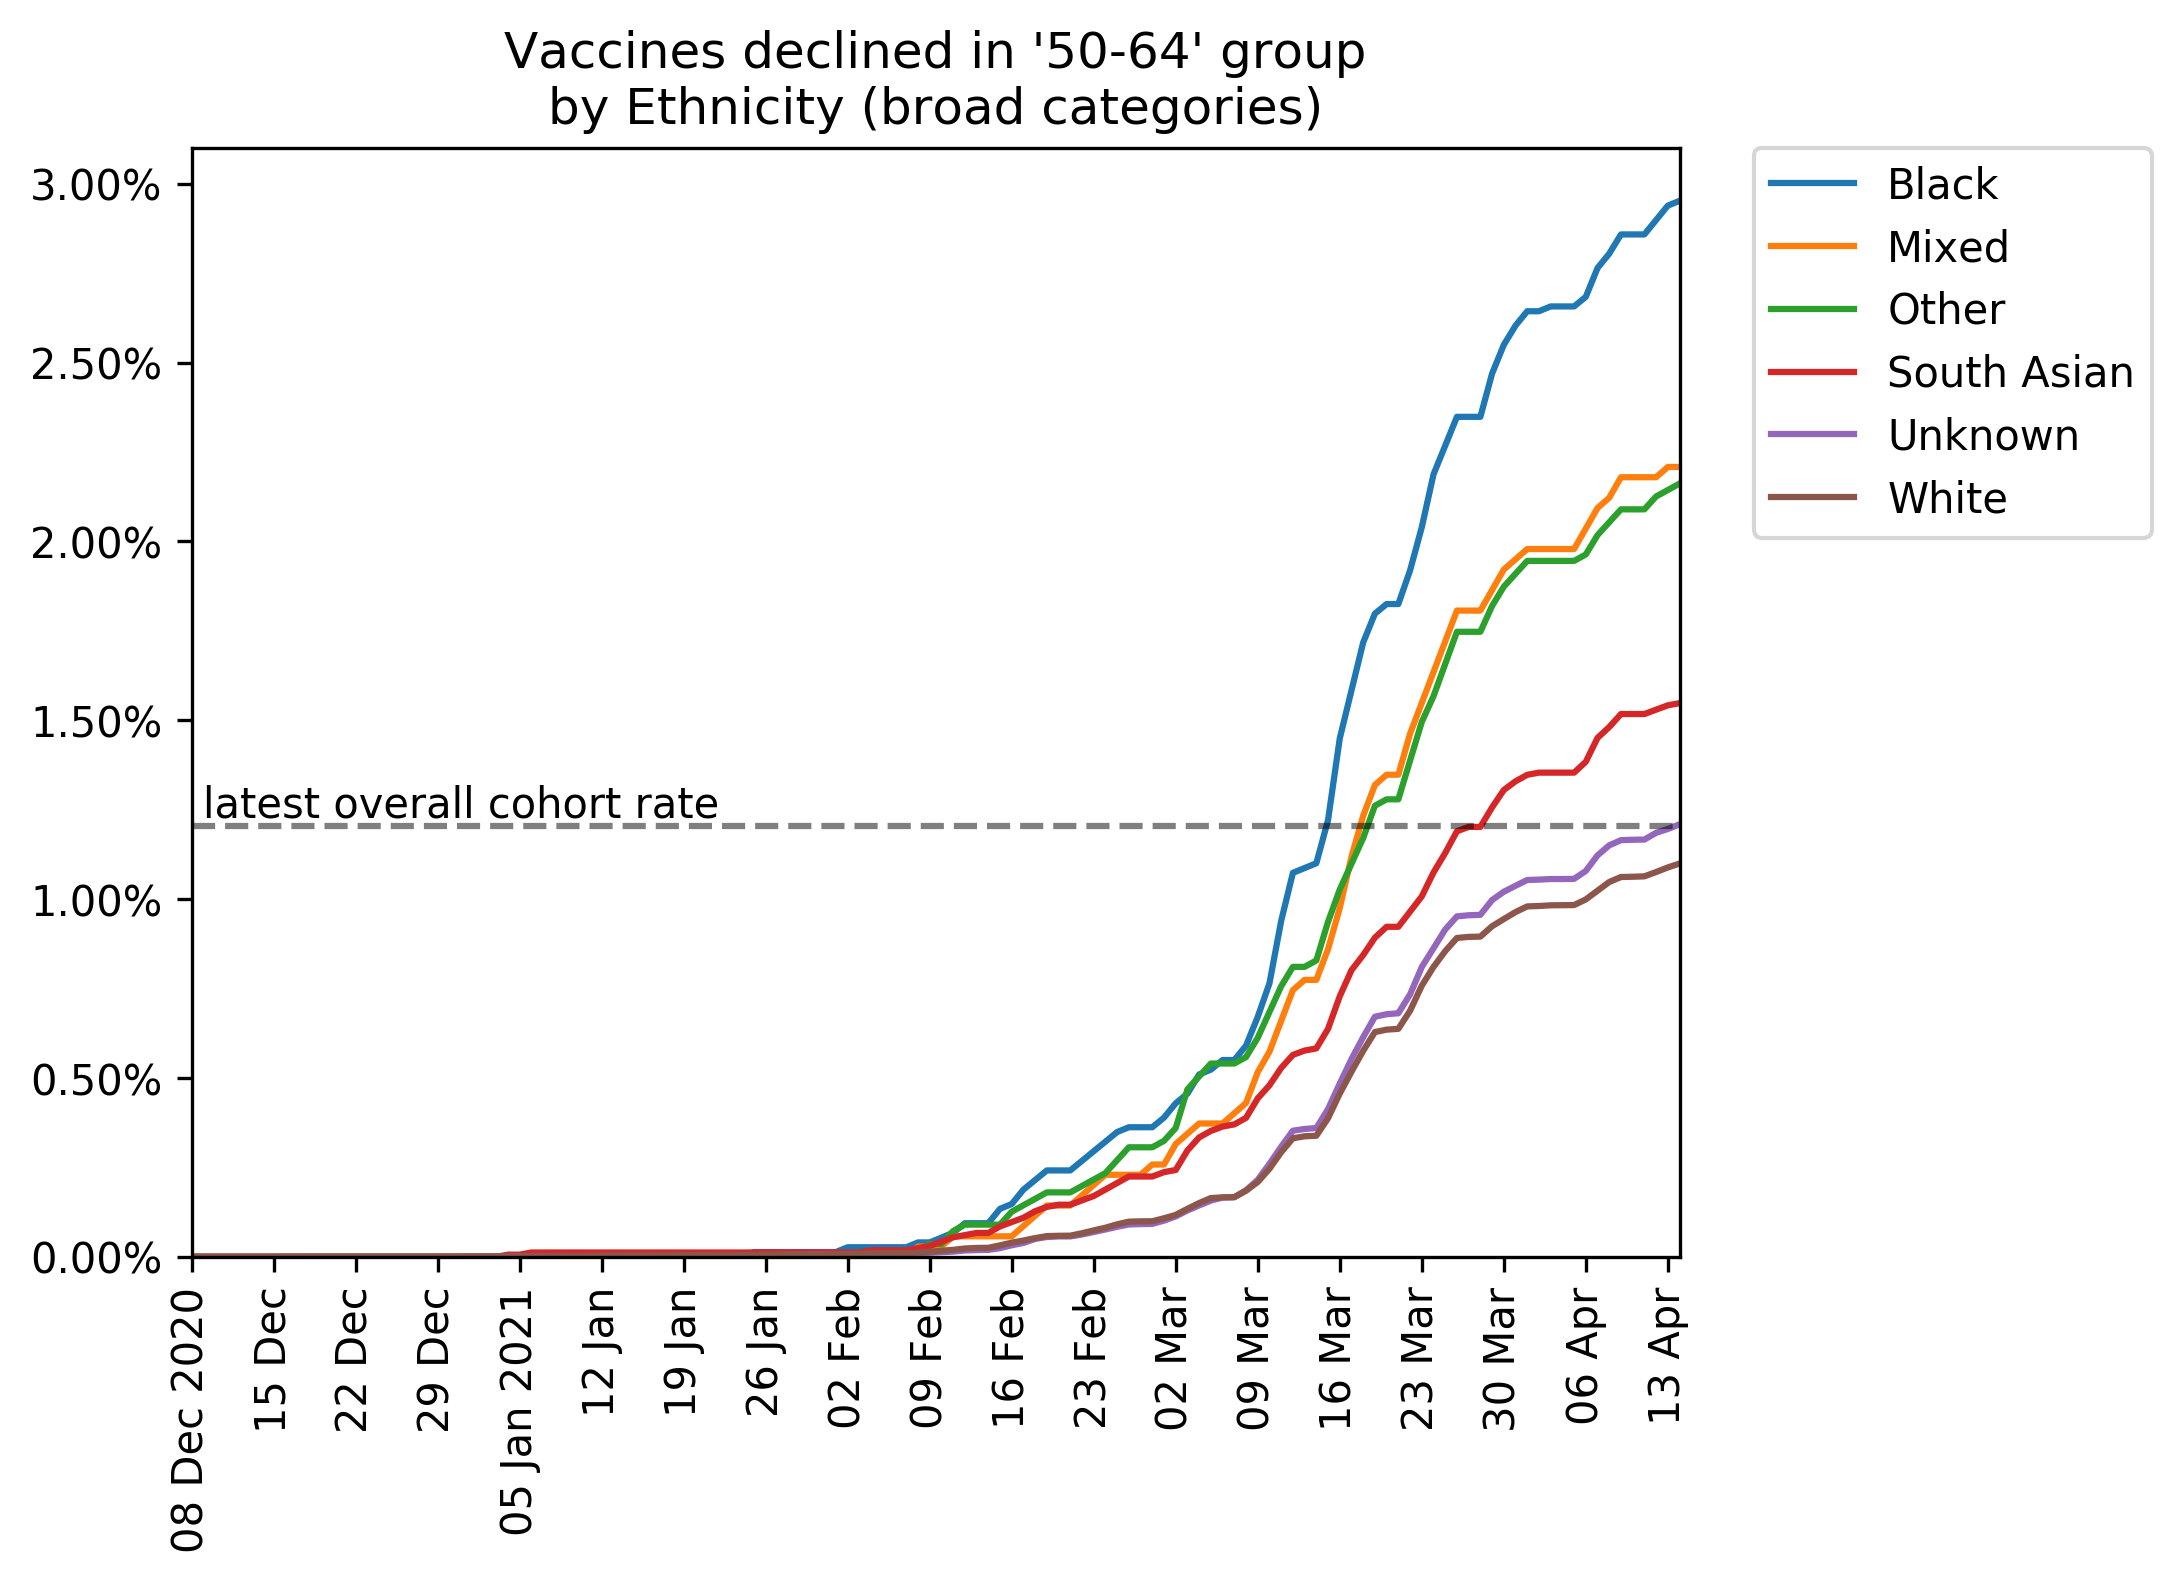 Vaccines declined in '50-64' group
by Ethnicity (broad categories)
3.00%
2.50%
2.00%
1.50%
1.00%
0.50%
0.00%
latest overall cohort rate
08 Dec 2020
15 Dec
22 Dec
29 Dec
05 Jan 2021
12 Jan
19 Jan
26 Jan
02 Feb
09 Feb
16 Feb
23 Feb
02 Mar
09 Mar
16 Mar
23 Mar
30 Mar
06 Apr
13 Apr
Black
Mixed
Other
South Asian
Unknown
White